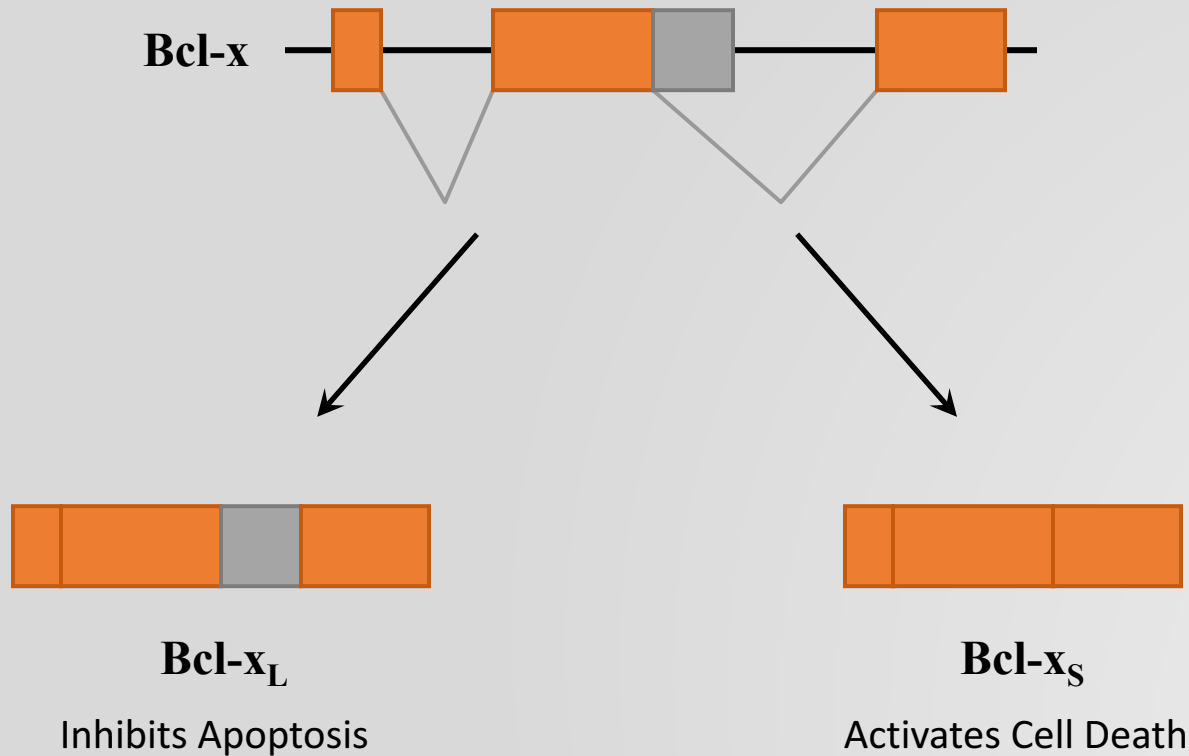 Bcl-x
Bcl-xL
Inhibits Apoptosis
Bcl-xS
Activates Cell Death